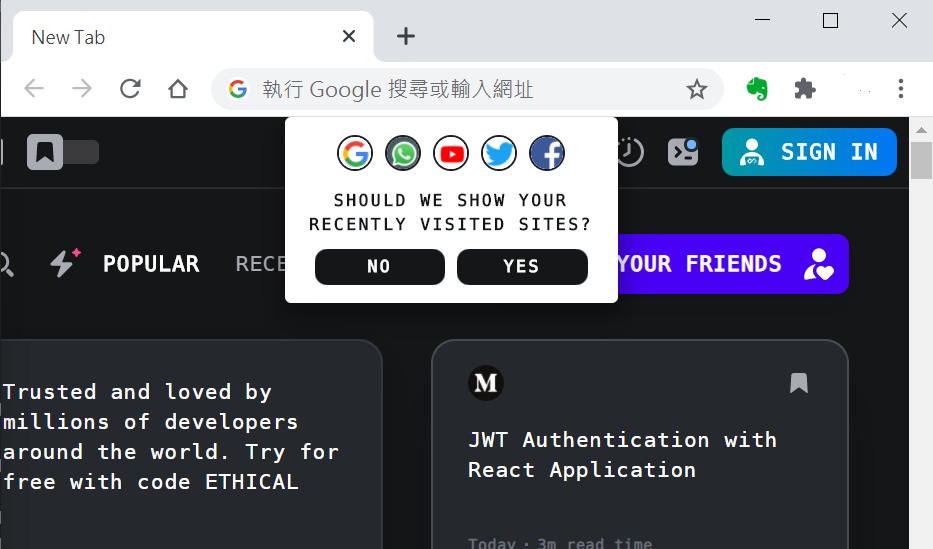 New Tab
執行 Google 搜尋或輸入網址
SIGN IN
SHOULD WE SHOW YOUR
RECENTLY VISITED SITES?
NO
YES
POPULAR
RECE
YOUR FRIENDS
Trusted and loved by
millions of developers
around the world. Try for
free with code ETHICAL
M
JWT Authentication with
React Application
Today · 3m read time